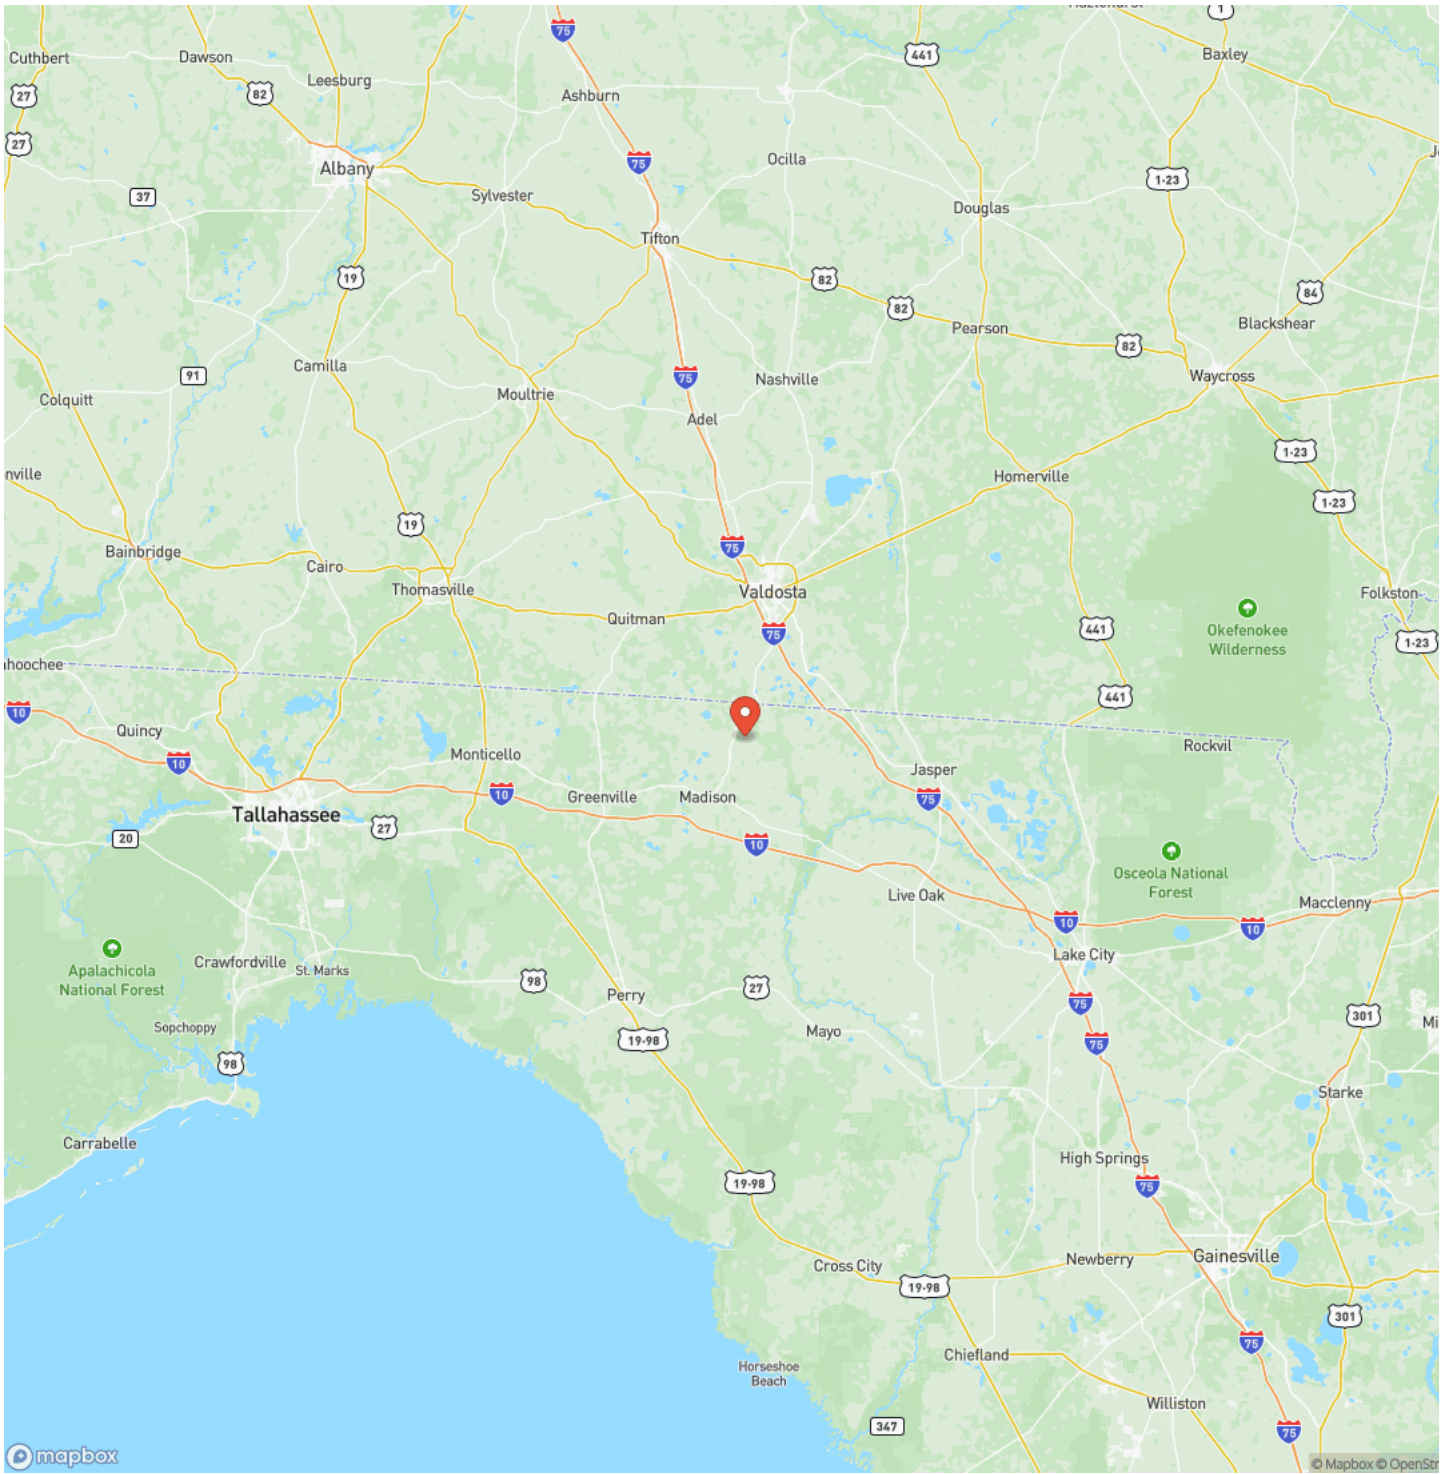 1
75
Cuthbert
Dawson
441
Baxley
Leesburg
27
82
Ashburn
27
75
Ocilla
Albany
37
Sylvester
1-23
Douglas
Tifton
19
82
84
82
Pearson
Blackshear
82
Camilla
91
75
Nashville
Waycross
Colquitt
Moultrie
Adel
1-23
nville
Homerville
1-23
19
75
Bainbridge
Cairo
Thomasville
Valdosta
Folkston
Quitman
75
441
Okefenokee
Wilderness
1-23
ahoochee
441
10
Quincy
10
Monticello
Rockvil
Jasper
10
Greenville
Madison
75
Tallahassee
27
20
10
Osceola National
Forest
Live Oak
Macclenny
10
10
Apalachicola
National Forest
Crawfordville
St. Marks
Lake City
98
27
Perry
75
301
Mi
Sopchoppy
19-98
Mayo
75
98
Starke
Carrabelle
High Springs
19-98
75
Gainesville
Newberry
Cross City
19-98
301
75
Chiefland
Horseshoe
Beach
Williston
347
75
mapbox
© Mapbox © OpenStr